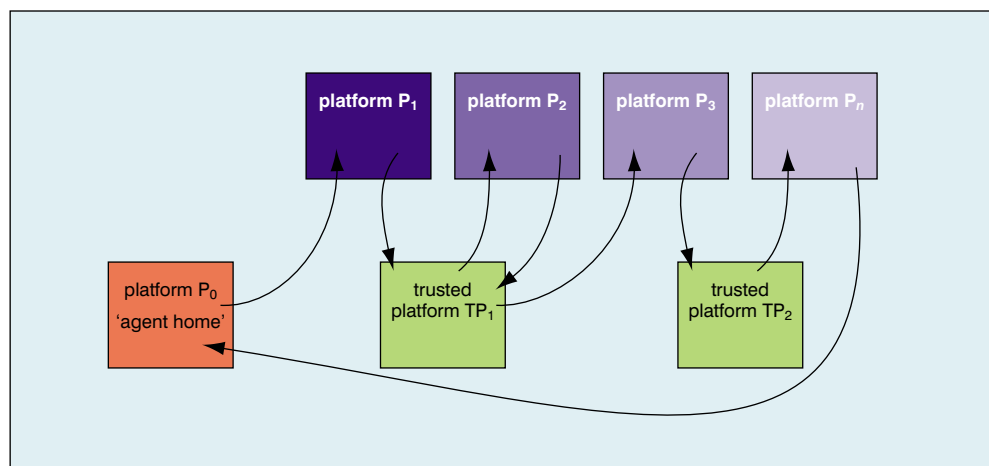 platform P₁
platform P₂
platform P₃
platform Pₙ
platform P₀
‘agent home’
trusted
platform TP₁
trusted
platform TP₂